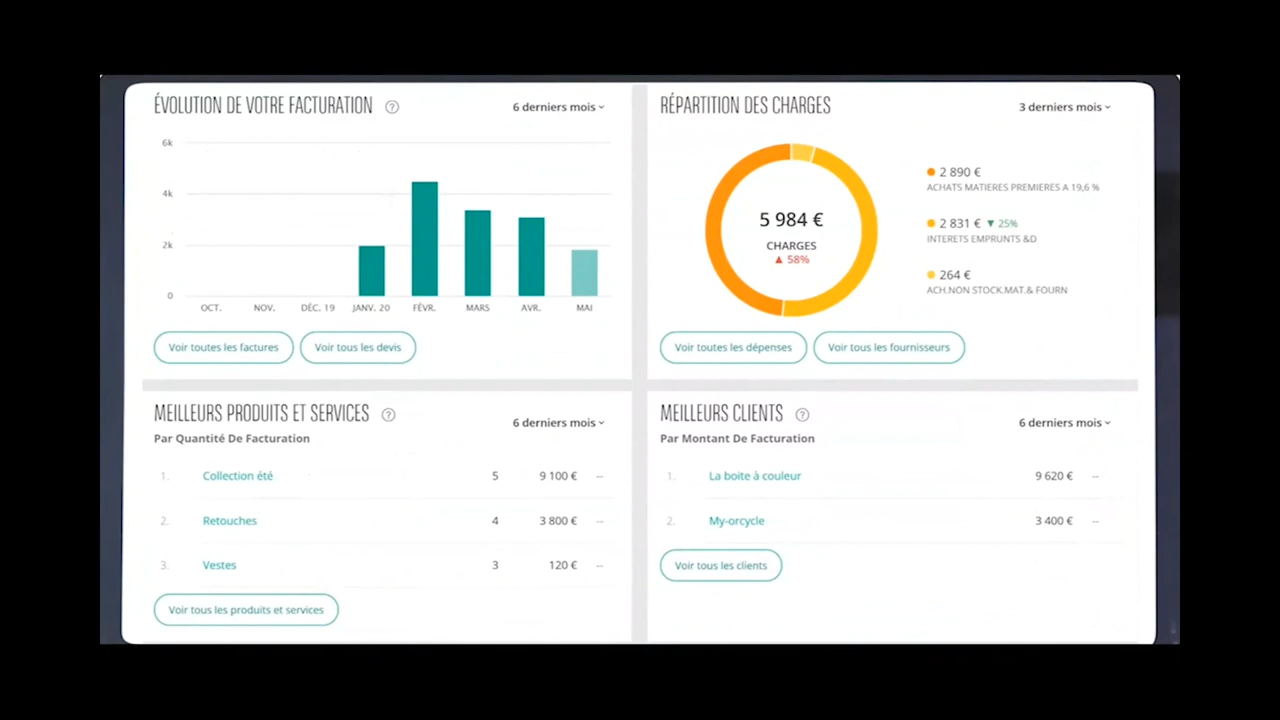 ÉVOLUTION DE VOTRE FACTURATION ?
6 derniers mois
6k
4k
2k
0
OCT. NOV. DÉC. 19 JANV. 20 FÉVR. MARS AVR. MAI
Voir toutes les factures
Voir tous les devis
RÉPARTITION DES CHARGES
3 derniers mois
5 984 €
CHARGES
▲ 58%
2 890 €
ACHATS MATIERES PREMIERES A 19,6 %
2 831 € ▼ 25%
INTERETS EMPRUNTS &D
264 €
ACH.NON STOCK.MAT.& FOURN
Voir toutes les dépenses
Voir tous les fournisseurs
MEILLEURS PRODUITS ET SERVICES ?
6 derniers mois
Par Quantité De Facturation
1. Collection été 5 9 100 € --
2. Retouches 4 3 800 € --
3. Vestes 3 120 € --
Voir tous les produits et services
MEILLEURS CLIENTS ?
6 derniers mois
Par Montant De Facturation
1. La boite à couleur 9 620 € --
2. My-orcycle 3 400 € --
Voir tous les clients